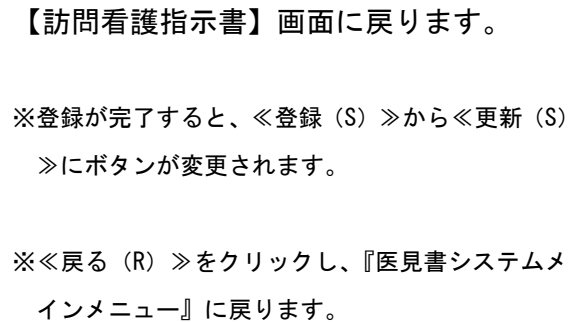 【訪問看護指示書】画面に戻ります。
※登録が完了すると、≪登録（S）≫から≪更新（S）
≫にボタンが変更されます。
※≪戻る（R）≫をクリックし、『医見書システムメ
インメニュー』に戻ります。